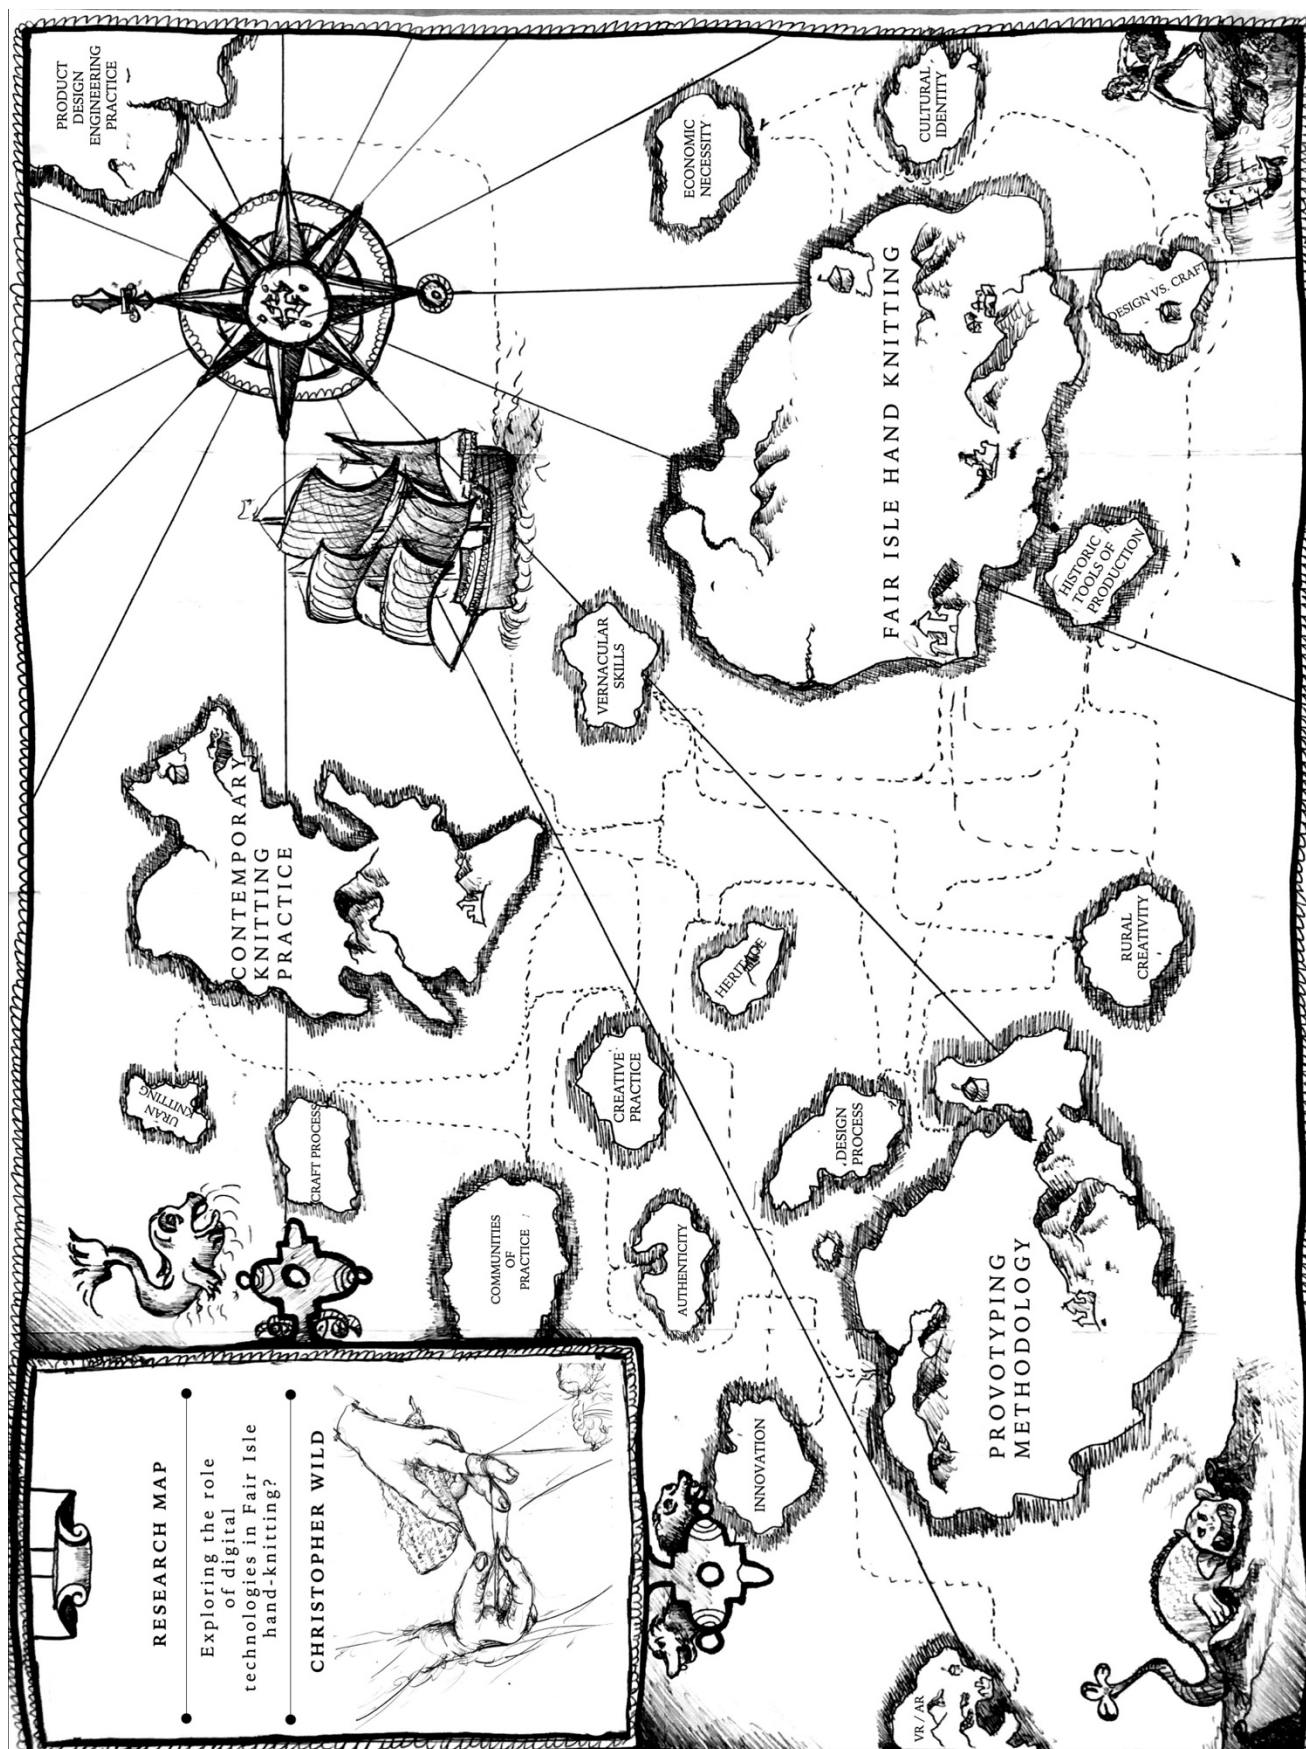 PRODUCT
DESIGN
ENGINEERING
PRACTICE
ECONOMIC
NECESSITY
CULTURAL
IDENTITY
DESIGN VS. CRAFT
FAIR ISLE HAND KNITTING
HISTORIC
TOOLS OF
PRODUCTION
VERNACULAR
SKILLS
CONTEMPORARY
KNITTING
PRACTICE
HERITAGE
RURAL
CREATIVITY
URAN
KNITTING
CRAFT PROCESS
CREATIVE
PRACTICE
DESIGN
PROCESS
COMMUNITIES
OF
PRACTICE
AUTHENTICITY
PROVOTYPING
METHODOLOGY
INNOVATION
VR / AR
RESEARCH MAP
Exploring the role
of digital
technologies in Fair Isle
hand-knitting?
CHRISTOPHER WILD